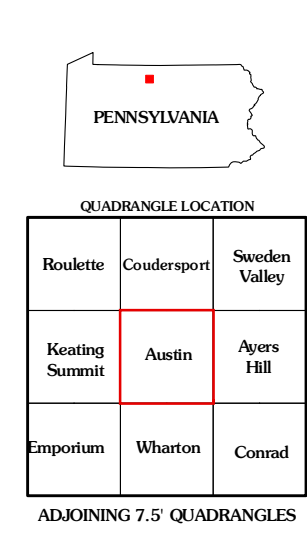 PENNSYLVANIA
QUADRANGLE LOCATION
Roulette
Coudersport
Sweden
Valley
Keating
Summit
Austin
Ayers
Hill
Emporium
Wharton
Conrad
ADJOINING 7.5' QUADRANGLES